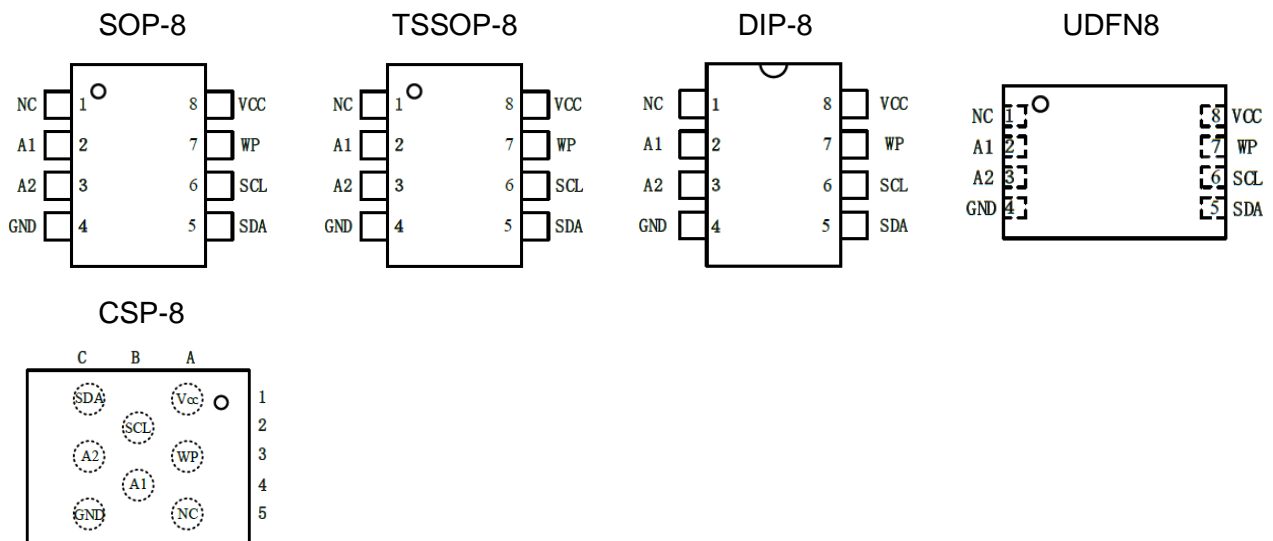 SOP-8 TSSOP-8 DIP-8 UDFN8
NC 1 8 VCC NC 1 8 VCC NC 1 8 VCC NC 1 8 VCC
A1 2 7 WP A1 2 7 WP A1 2 7 WP A1 2 7 WP
A2 3 6 SCL A2 3 6 SCL A2 3 6 SCL A2 3 6 SCL
GND 4 5 SDA GND 4 5 SDA GND 4 5 SDA GND 4 5 SDA
CSP-8
C B A
SDA Vcc 1
SCL 2
A2 WP 3
A1 4
GND NC 5